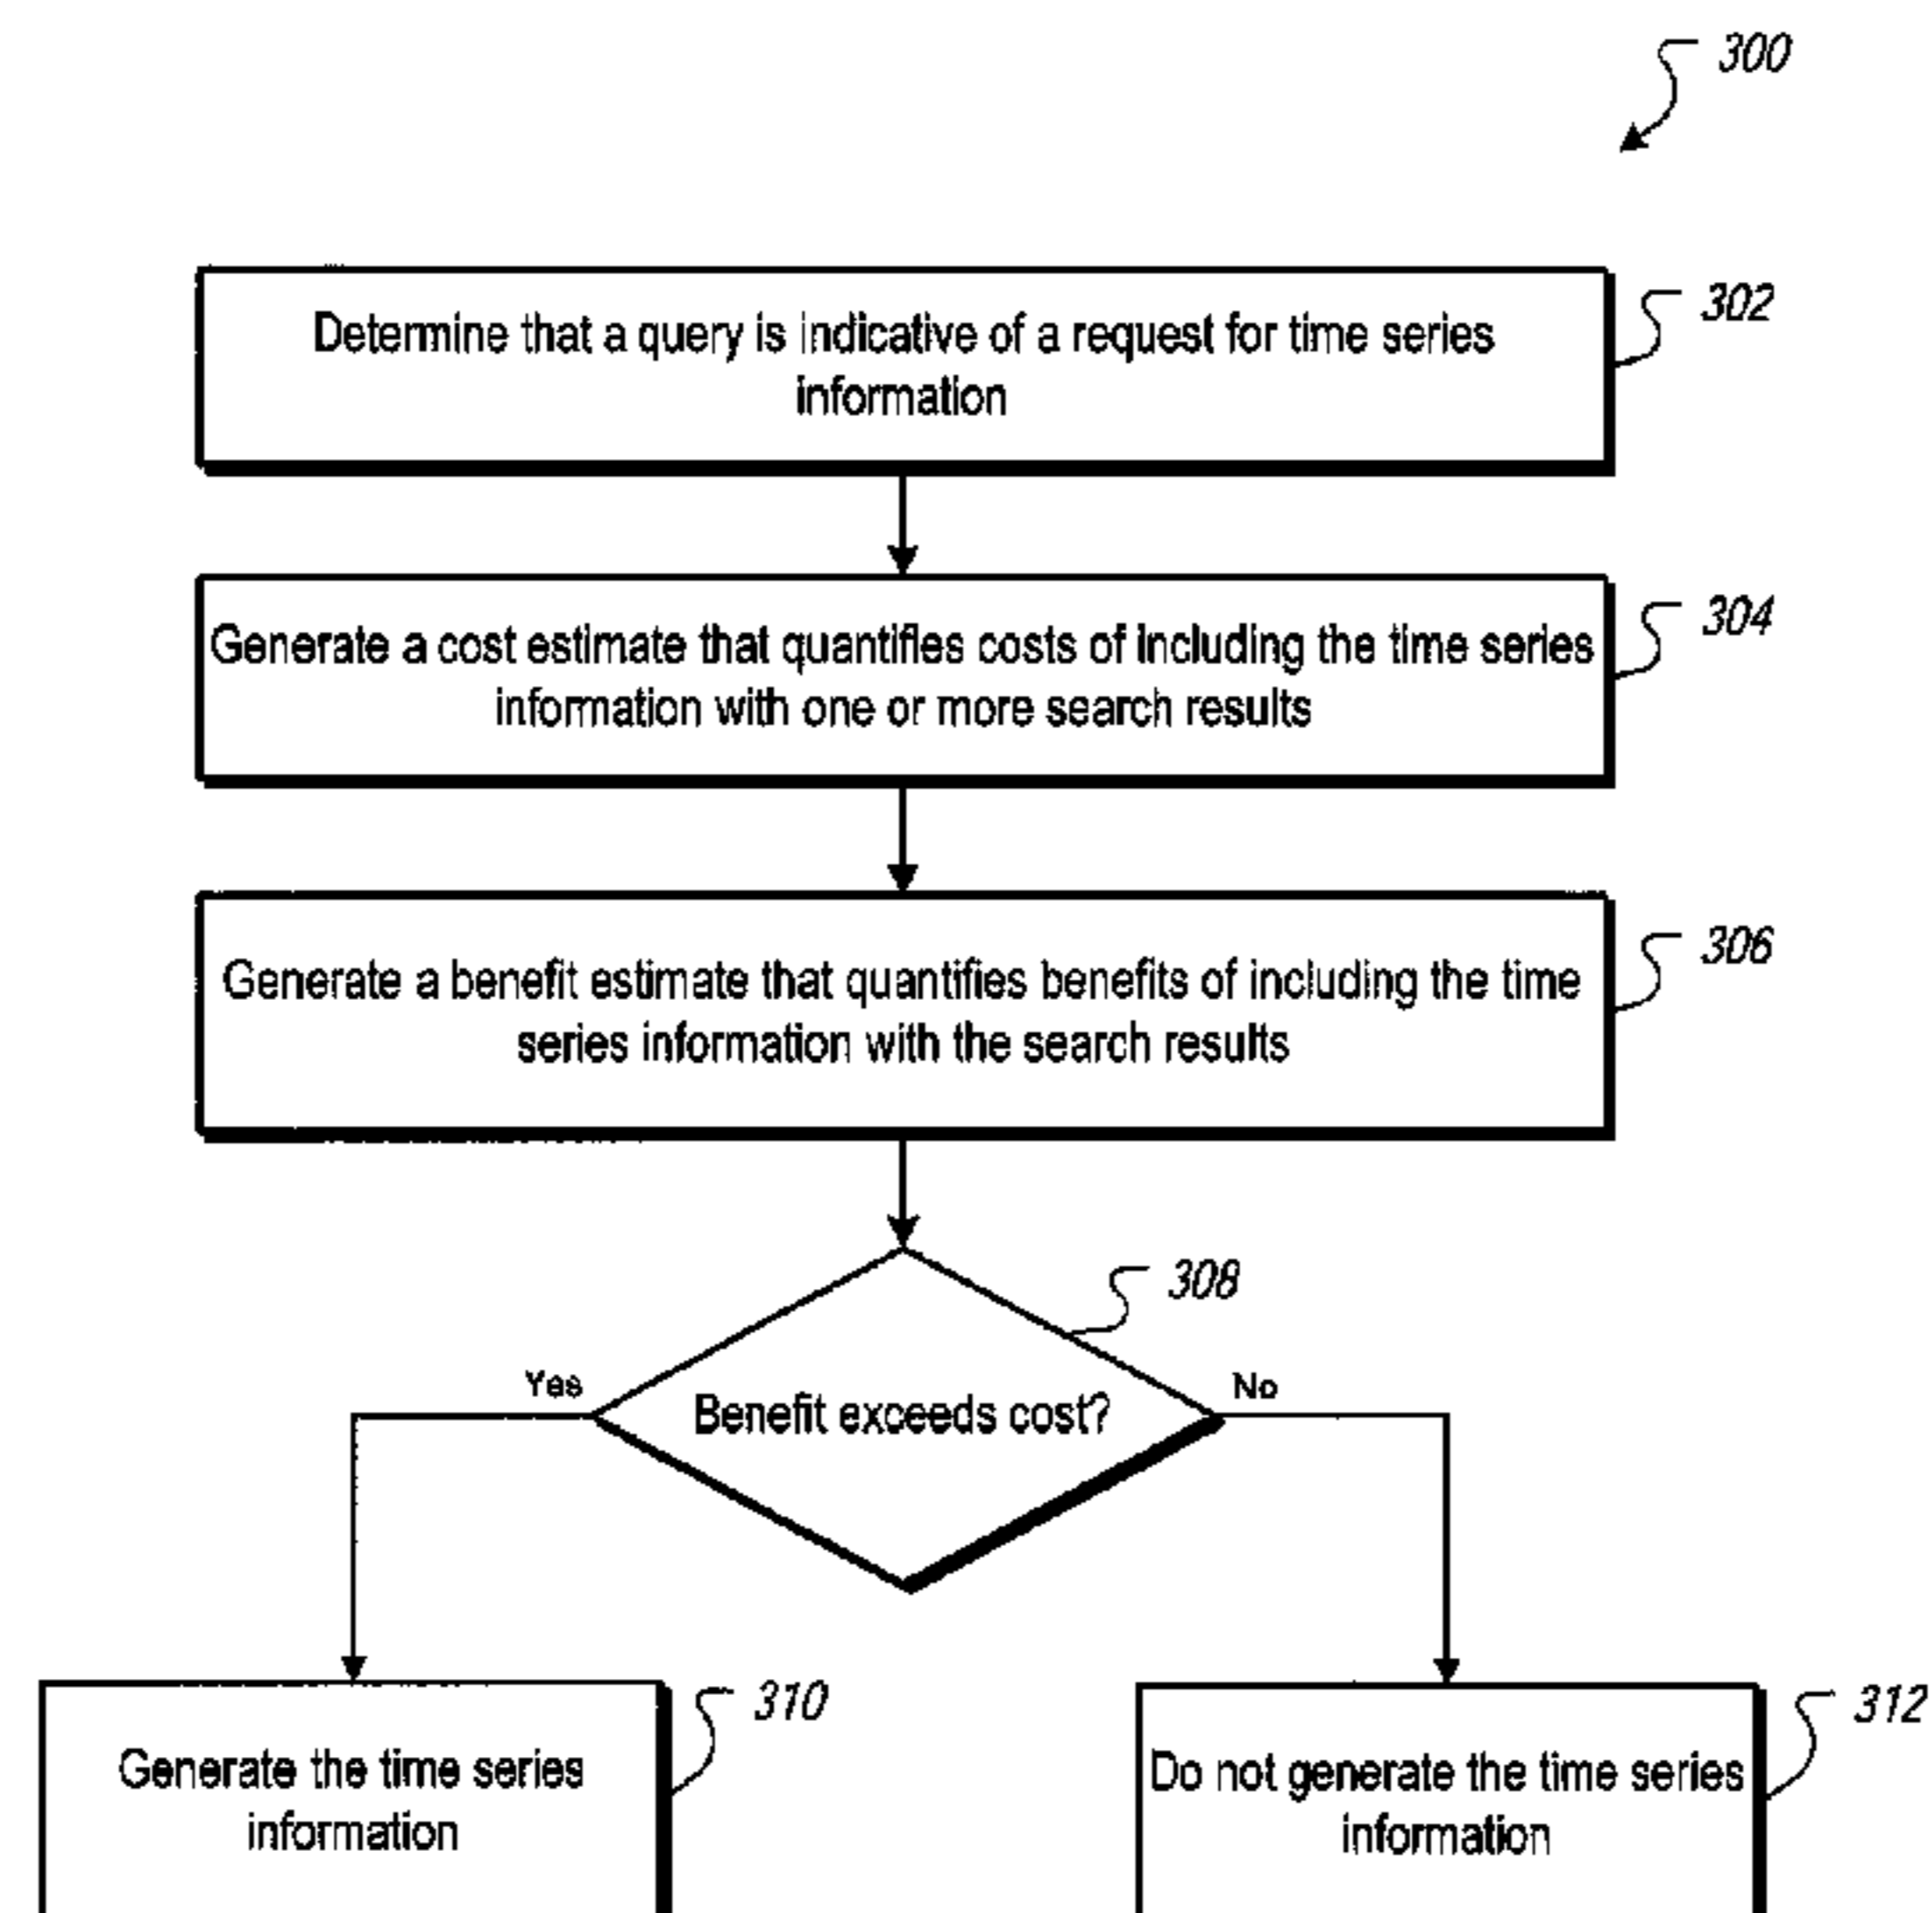 300
Determine that a query is indicative of a request for time series
information
302
Generate a cost estimate that quantifies costs of including the time series
information with one or more search results
304
Generate a benefit estimate that quantifies benefits of including the time
series information with the search results
306
308
Yes
Benefit exceeds cost?
No
Generate the time series
information
310
Do not generate the time series
information
312